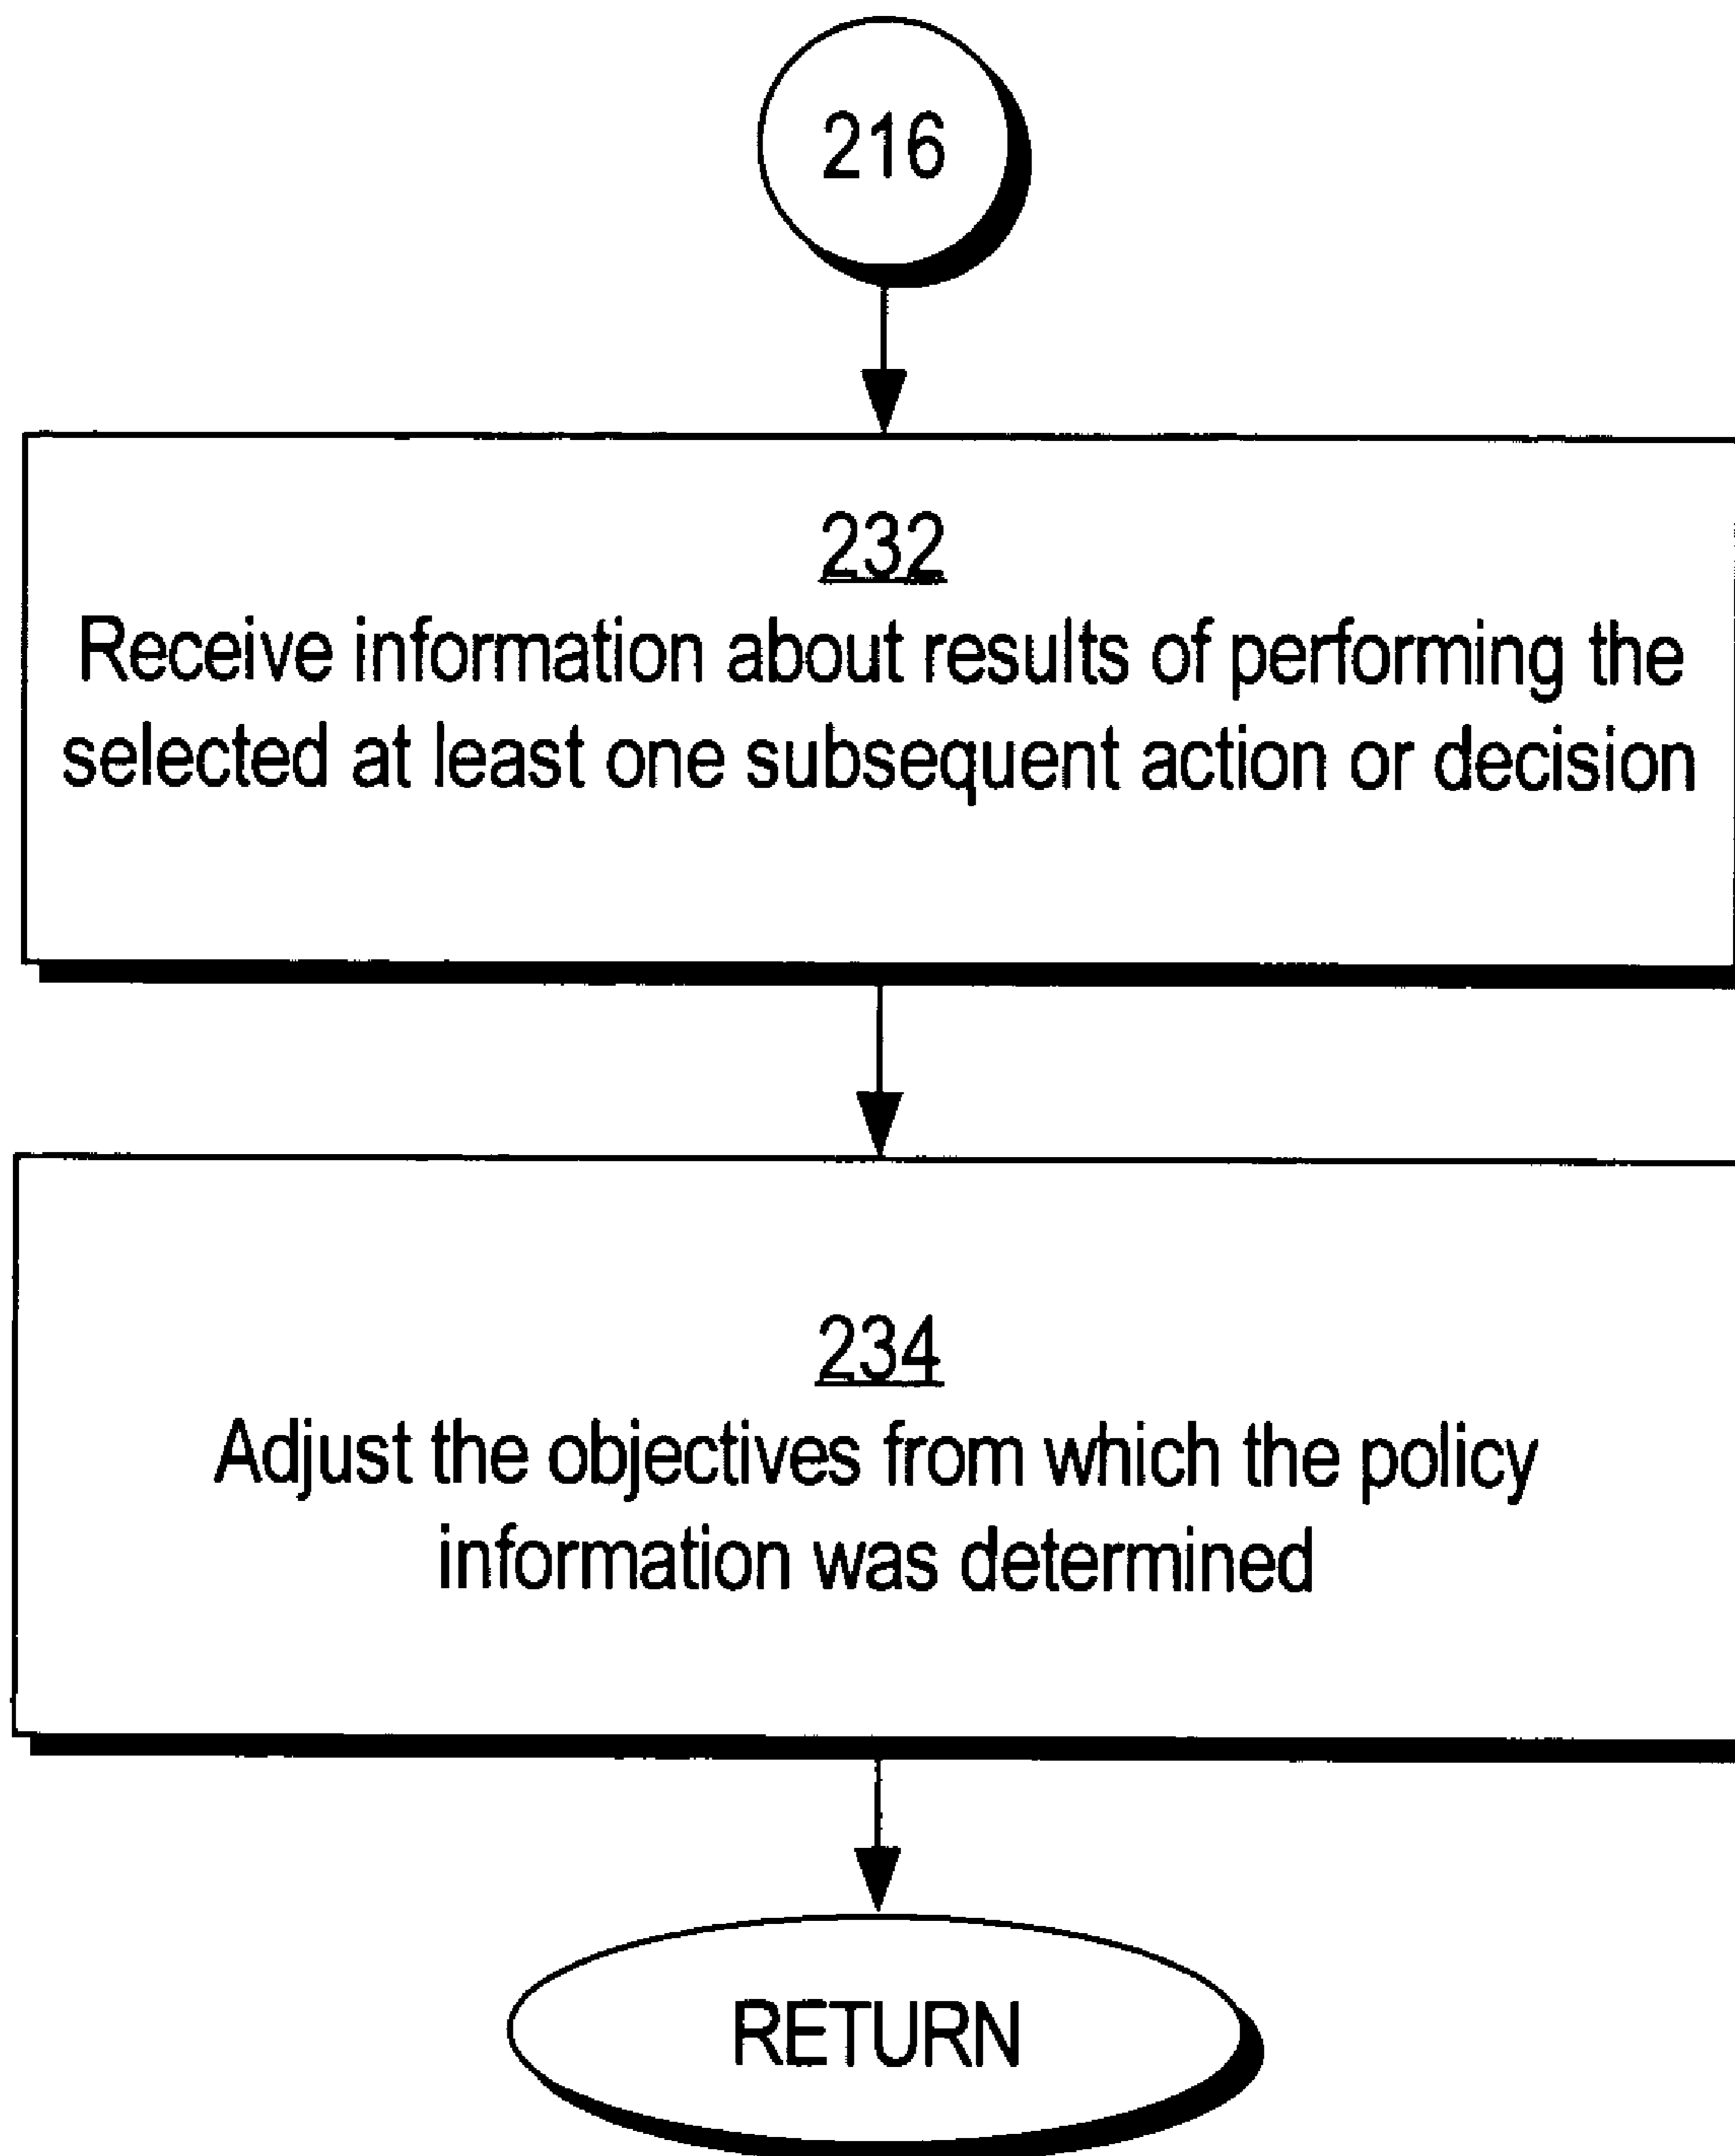 216
232
Receive information about results of performing the
selected at least one subsequent action or decision
234
Adjust the objectives from which the policy
information was determined
RETURN